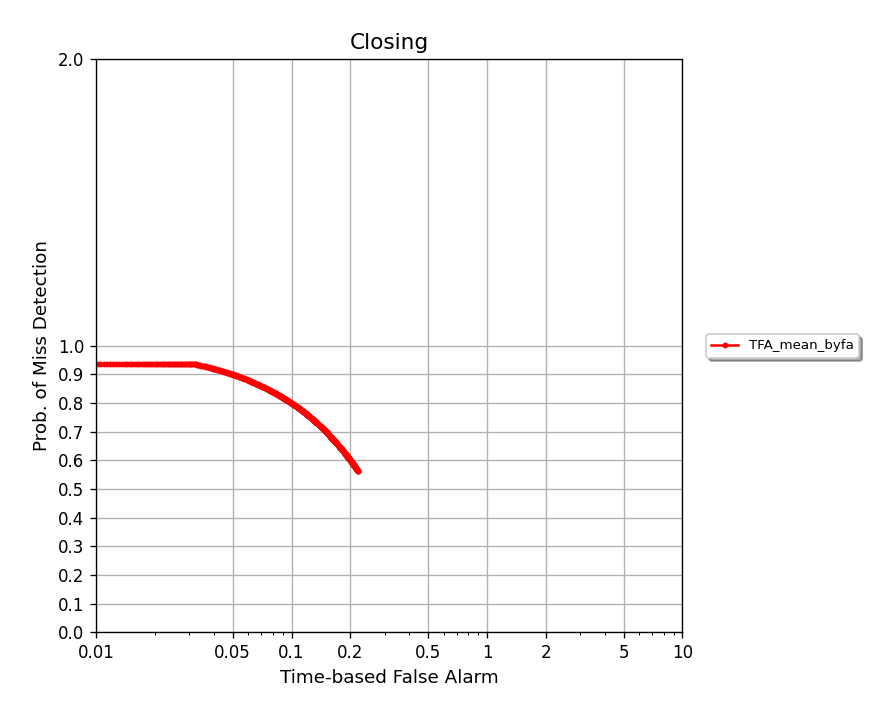 Closing
2.0
1.0
0.9
0.8
0.7
0.6
0.5
0.4
0.3
0.2
0.1
0.0
Prob. of Miss Detection
0.01 0.05 0.1 0.2 0.5 1 2 5 10
Time-based False Alarm
TFA_mean_byfa